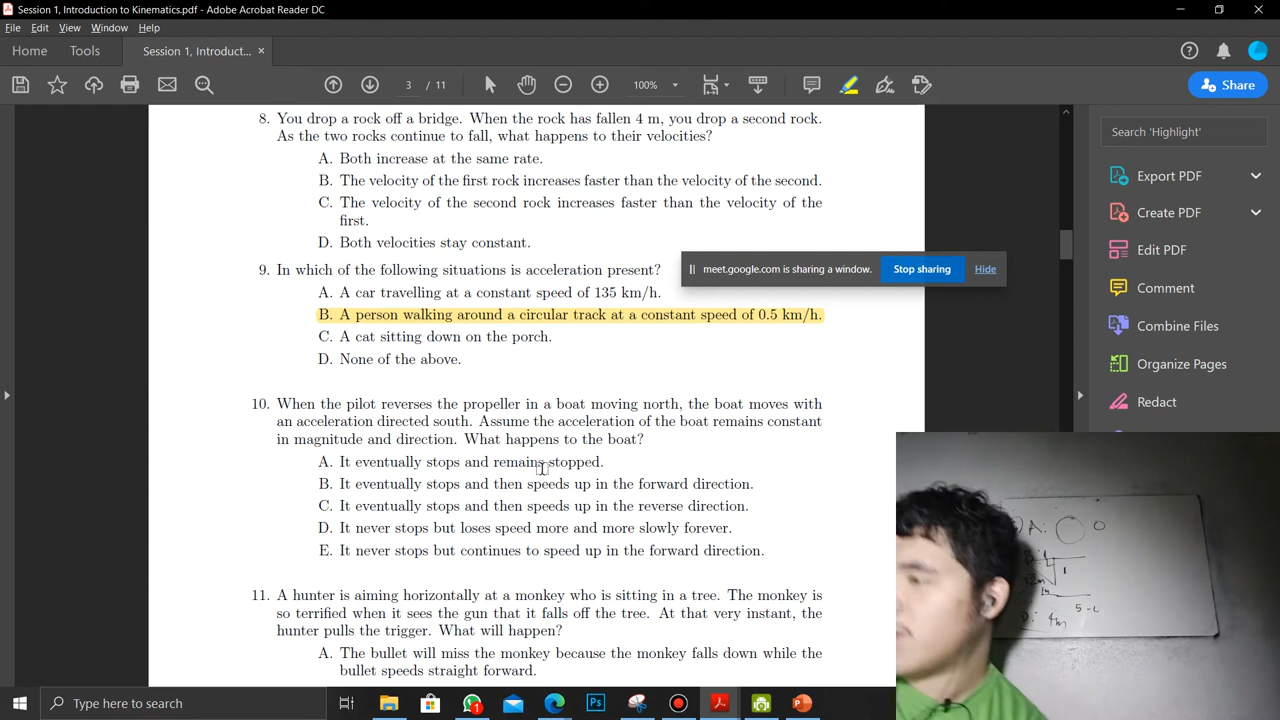 Session 1, Introduction to Kinematics.pdf - Adobe Acrobat Reader DC
File Edit View Window Help
Home Tools Session 1, Introduct... ×
3 / 11 100% Share
8. You drop a rock off a bridge. When the rock has fallen 4 m, you drop a second rock.
As the two rocks continue to fall, what happens to their velocities?
A. Both increase at the same rate.
B. The velocity of the first rock increases faster than the velocity of the second.
C. The velocity of the second rock increases faster than the velocity of the
first.
D. Both velocities stay constant.
9. In which of the following situations is acceleration present?
A. A car travelling at a constant speed of 135 km/h.
B. A person walking around a circular track at a constant speed of 0.5 km/h.
C. A cat sitting down on the porch.
D. None of the above.
10. When the pilot reverses the propeller in a boat moving north, the boat moves with
an acceleration directed south. Assume the acceleration of the boat remains constant
in magnitude and direction. What happens to the boat?
A. It eventually stops and remains stopped.
B. It eventually stops and then speeds up in the forward direction.
C. It eventually stops and then speeds up in the reverse direction.
D. It never stops but loses speed more and more slowly forever.
E. It never stops but continues to speed up in the forward direction.
11. A hunter is aiming horizontally at a monkey who is sitting in a tree. The monkey is
so terrified when it sees the gun that it falls off the tree. At that very instant, the
hunter pulls the trigger. What will happen?
A. The bullet will miss the monkey because the monkey falls down while the
bullet speeds straight forward.
meet.google.com is sharing a window. Stop sharing Hide
Search 'Highlight'
Export PDF
Create PDF
Edit PDF
Comment
Combine Files
Organize Pages
Redact
A: 0
D: 4m
Type here to search
1
Ps